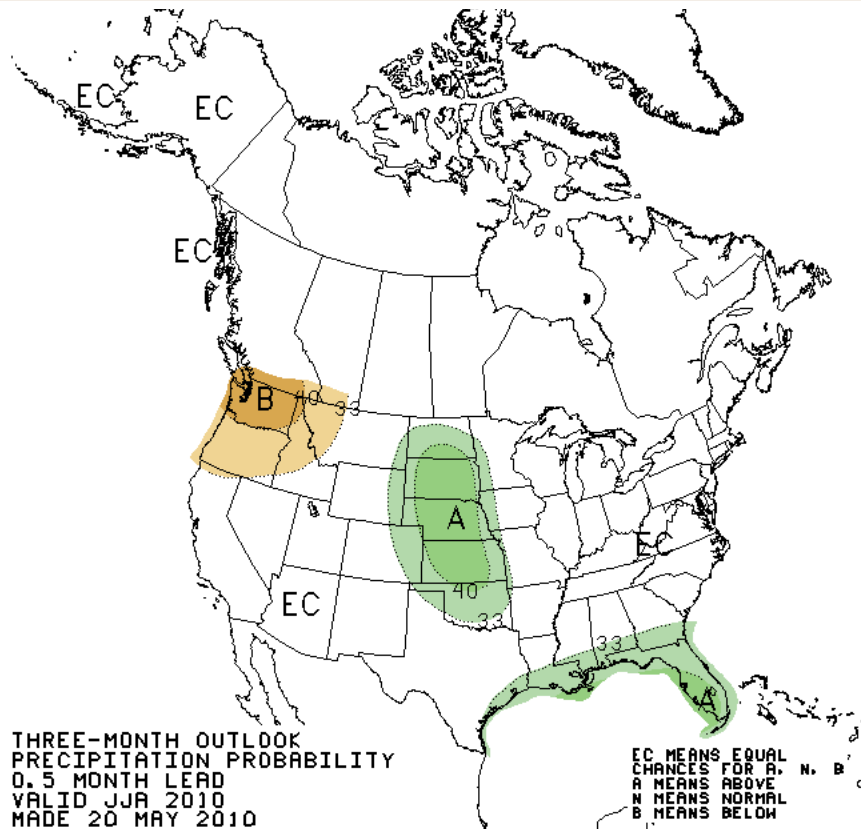 EC
EC
EC
B
40
33
A
EC
EC
40
33
33
A
THREE-MONTH OUTLOOK
PRECIPITATION PROBABILITY
0.5 MONTH LEAD
VALID JJA 2010
MADE 20 MAY 2010
EC MEANS EQUAL
CHANCES FOR A, N, B
A MEANS ABOVE
N MEANS NORMAL
B MEANS BELOW